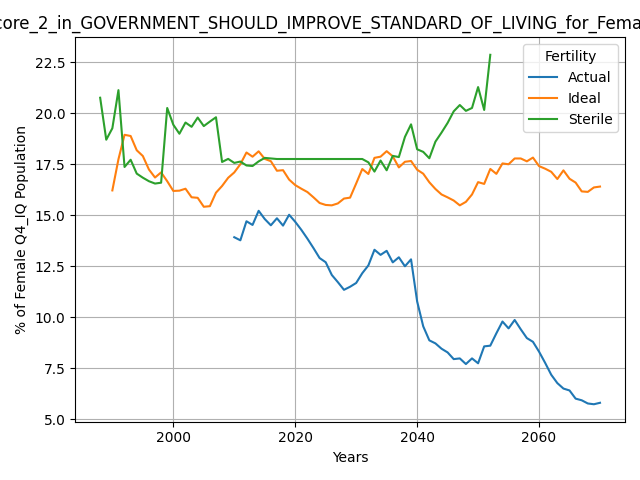 core_2_in_GOVERNMENT_SHOULD_IMPROVE_STANDARD_OF_LIVING_for_Fema
Fertility
Actual
Ideal
Sterile
% of Female Q4_IQ Population
22.5
20.0
17.5
15.0
12.5
10.0
7.5
5.0
2000
2020
2040
2060
Years